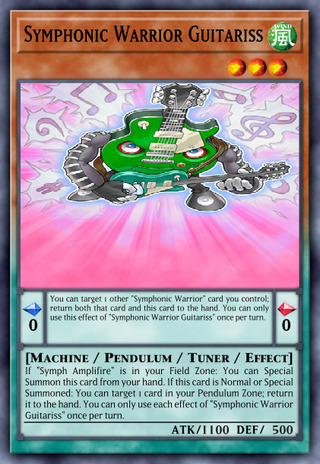 Symphonic Warrior Guitariss
WIND
風
You can target 1 other "Symphonic Warrior" card you control;
return both that card and this card to the hand. You can only
use this effect of "Symphonic Warrior Guitariss" once per turn.
0
0
[Machine / Pendulum / Tuner / Effect]
If "Symph Amplifire" is in your Field Zone: You can Special
Summon this card from your hand. If this card is Normal or Special
Summoned: You can target 1 card in your Pendulum Zone; return
it to the hand. You can only use each effect of "Symphonic Warrior
Guitariss" once per turn.
ATK/1100 DEF/ 500